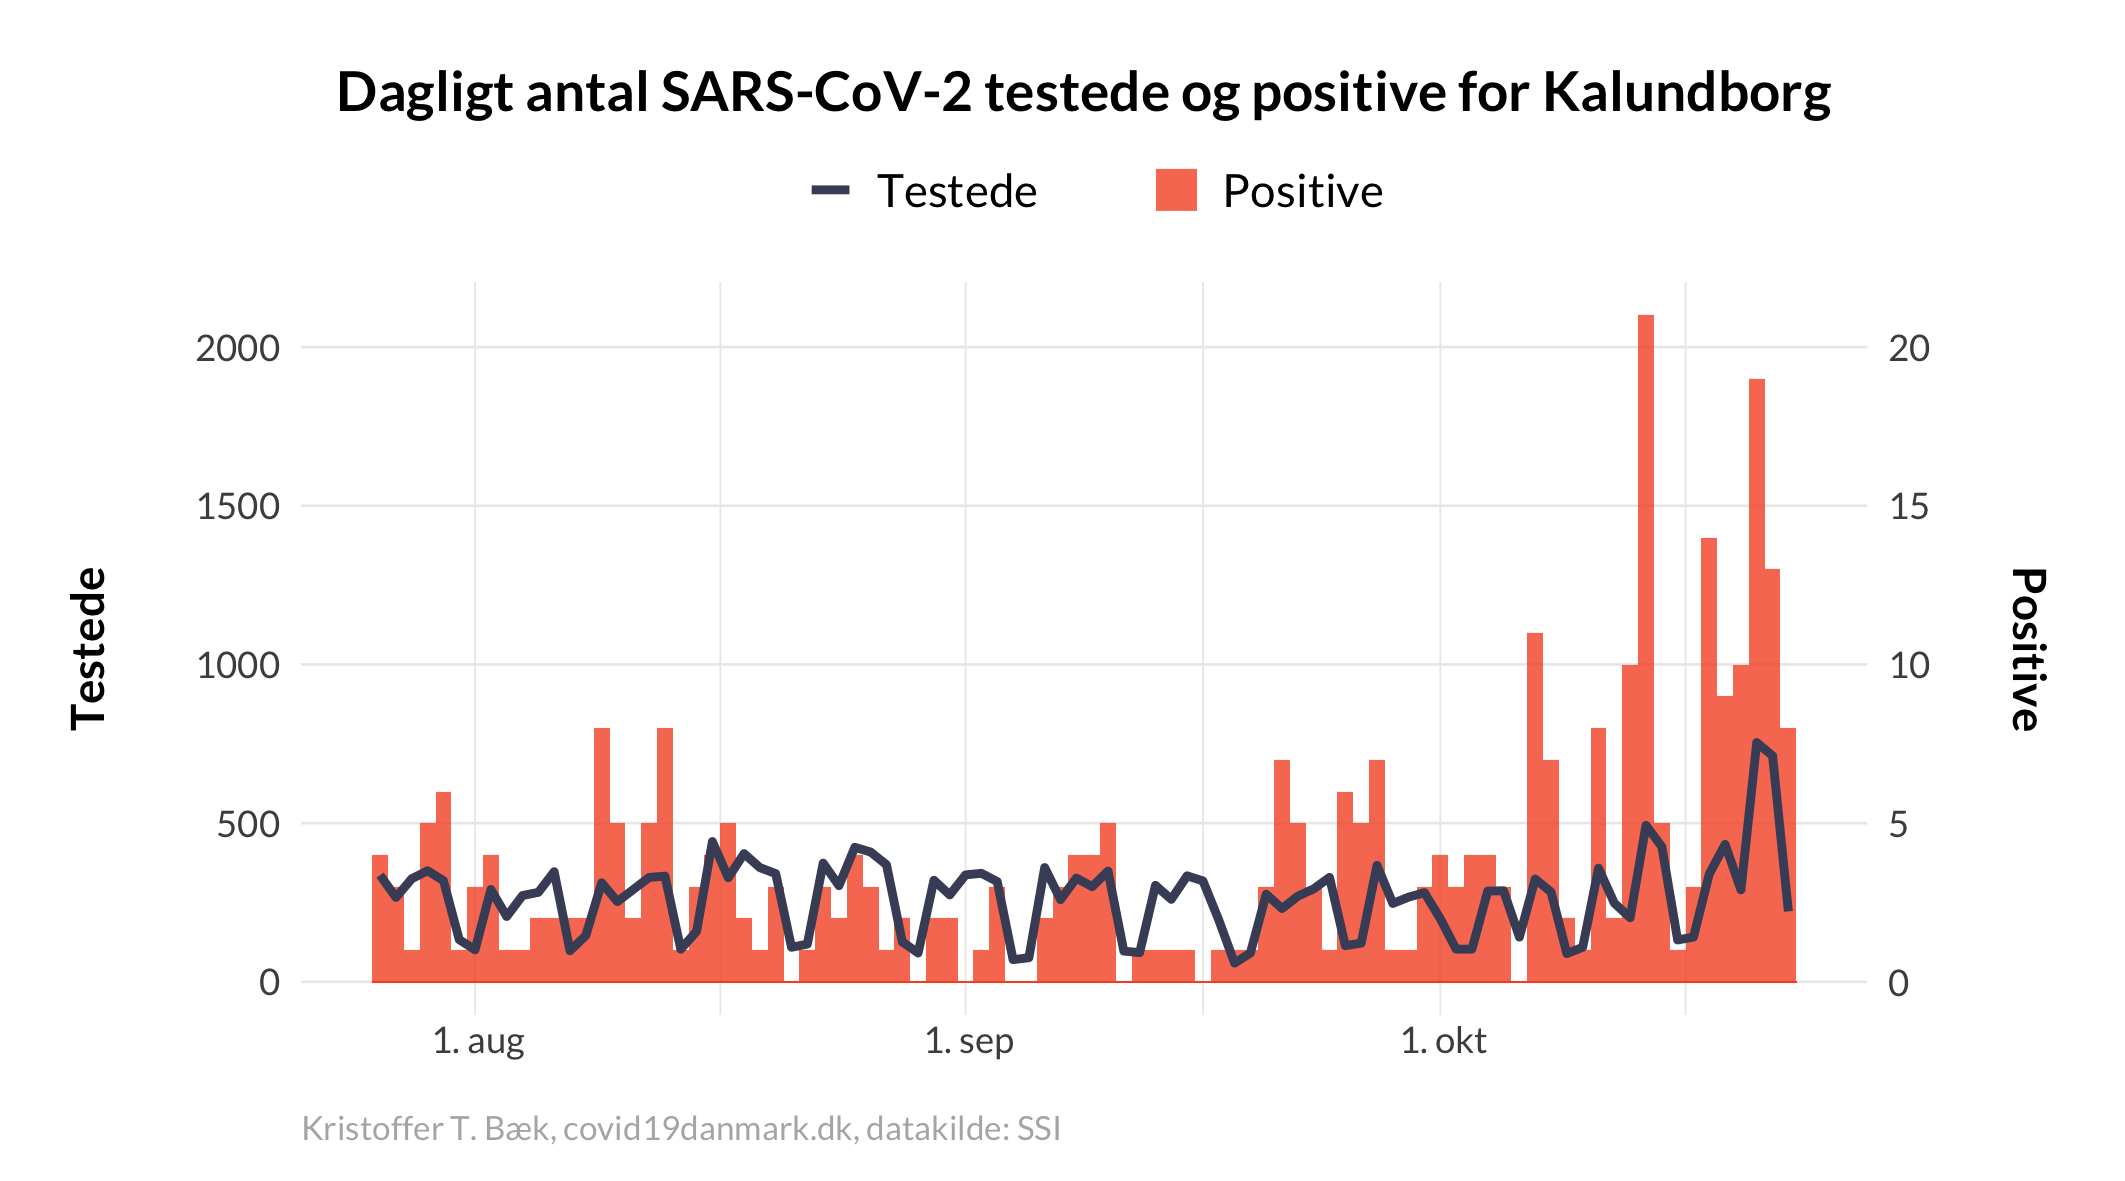 Dagligt antal SARS-CoV-2 testede og positive for Kalundborg
Testede
Positive
2000
1500
1000
500
0
Testede
20
15
10
5
0
Positive
1. aug
1. sep
1. okt
Kristoffer T. Bæk, covid19danmark.dk, datakilde: SSI